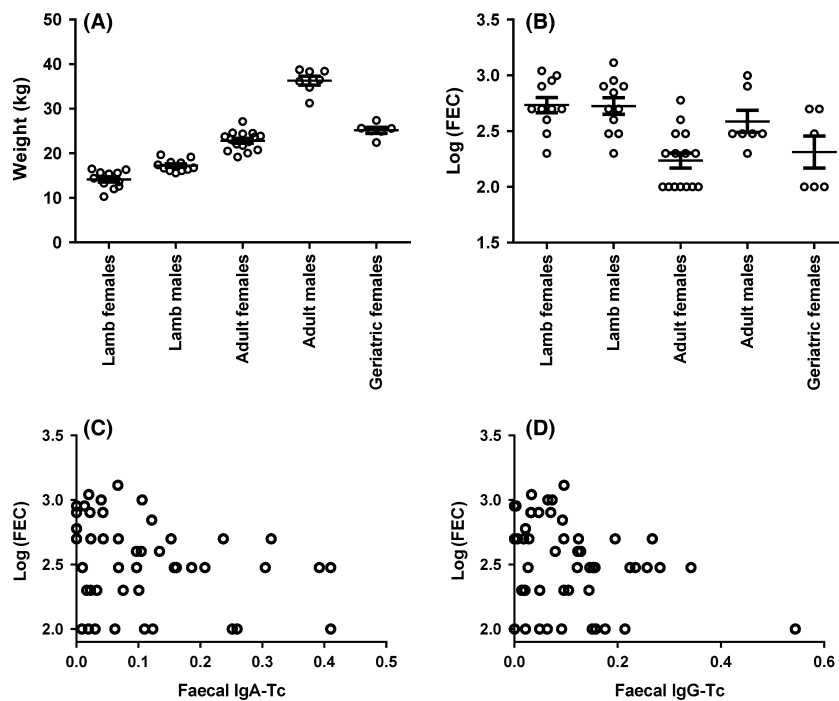 (A)
Weight (kg)
50
40
30
20
10
0
Lamb females
Lamb males
Adult females
Adult males
Geriatric females
(B)
Log (FEC)
3.5
3.0
2.5
2.0
1.5
Lamb females
Lamb males
Adult females
Adult males
Geriatric females
(C)
Log (FEC)
3.5
3.0
2.5
2.0
0.0 0.1 0.2 0.3 0.4 0.5
Faecal IgA-Tc
(D)
Log (FEC)
3.5
3.0
2.5
2.0
0.0 0.2 0.4 0.6
Faecal IgG-Tc